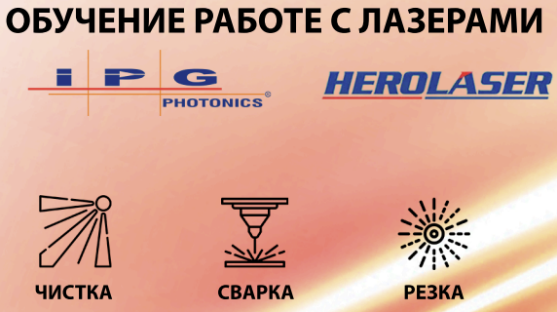 ОБУЧЕНИЕ РАБОТЕ С ЛАЗЕРАМИ
IPG
PHOTONICS®
HEROLASER
ЧИСТКА
СВАРКА
РЕЗКА